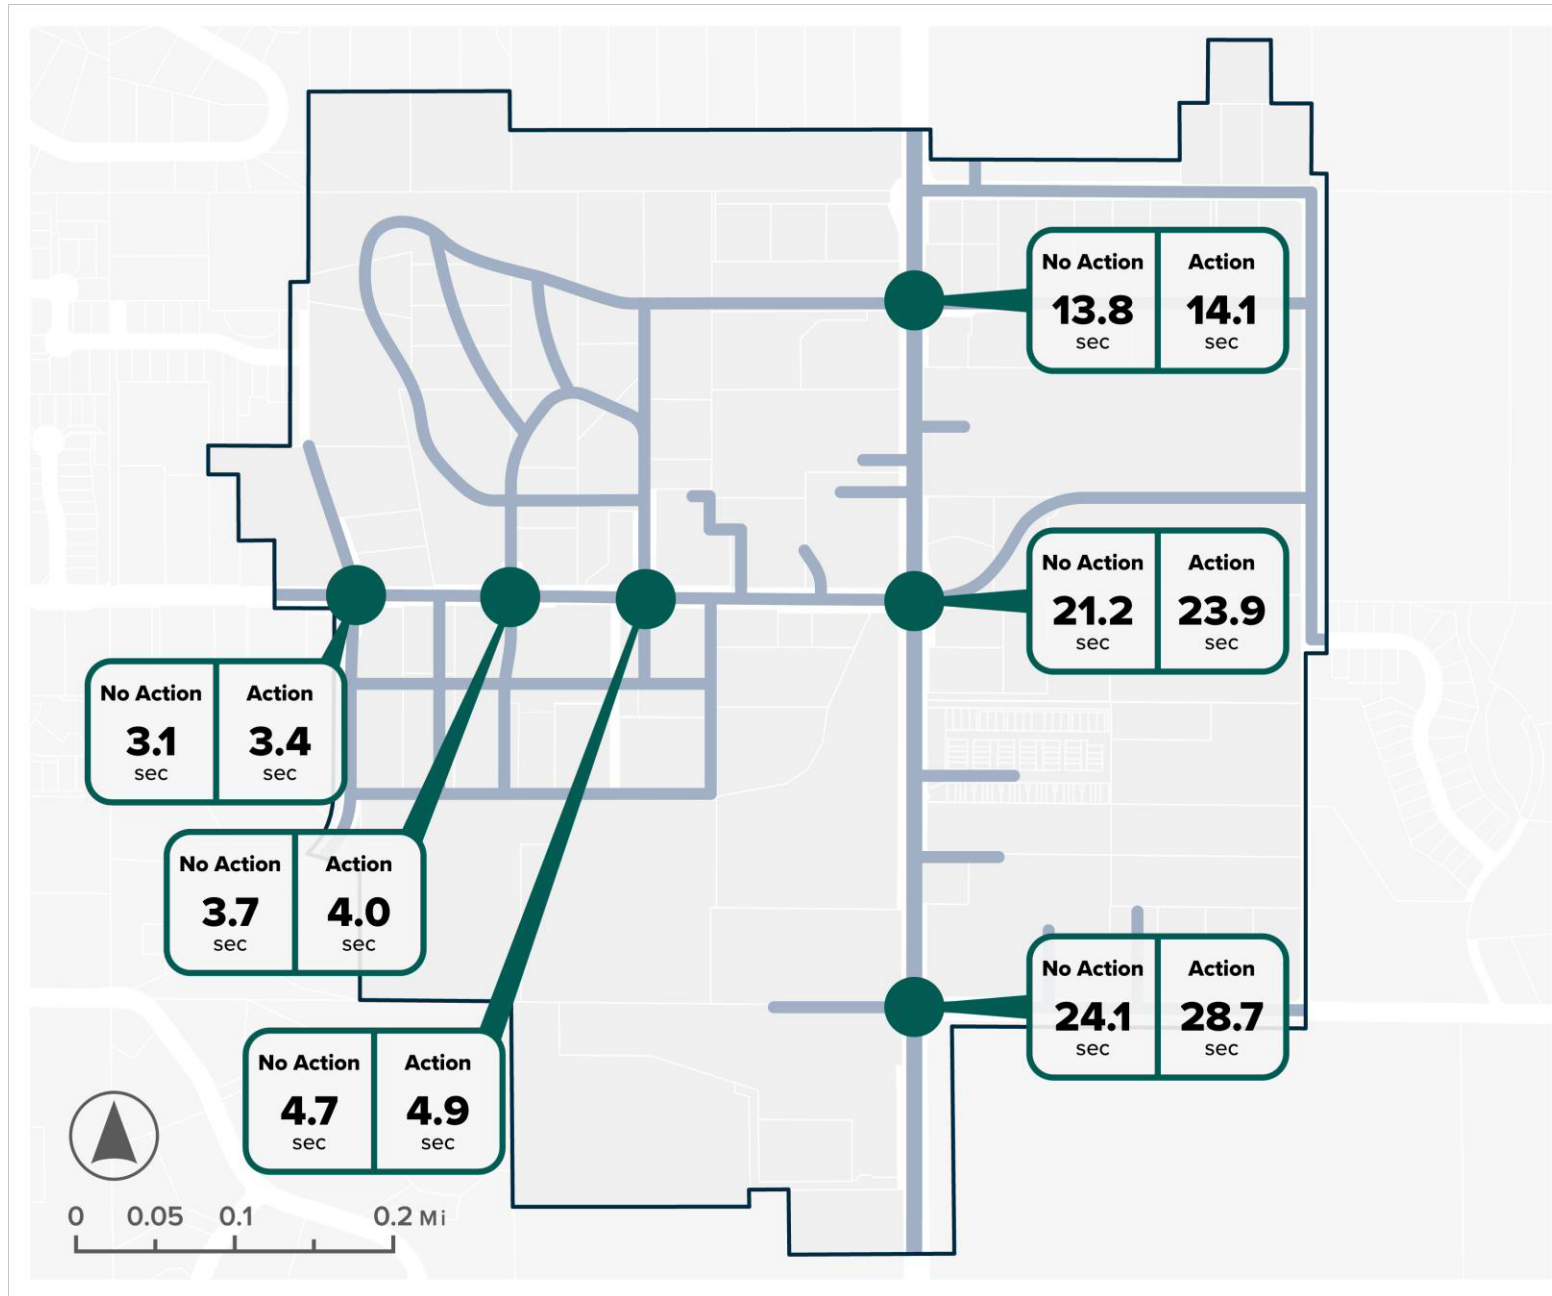 No Action Action
13.8 14.1
sec sec
No Action Action
21.2 23.9
sec sec
No Action Action
3.1 3.4
sec sec
No Action Action
3.7 4.0
sec sec
No Action Action
24.1 28.7
sec sec
No Action Action
4.7 4.9
sec sec
0 0.05 0.1 0.2 Mi